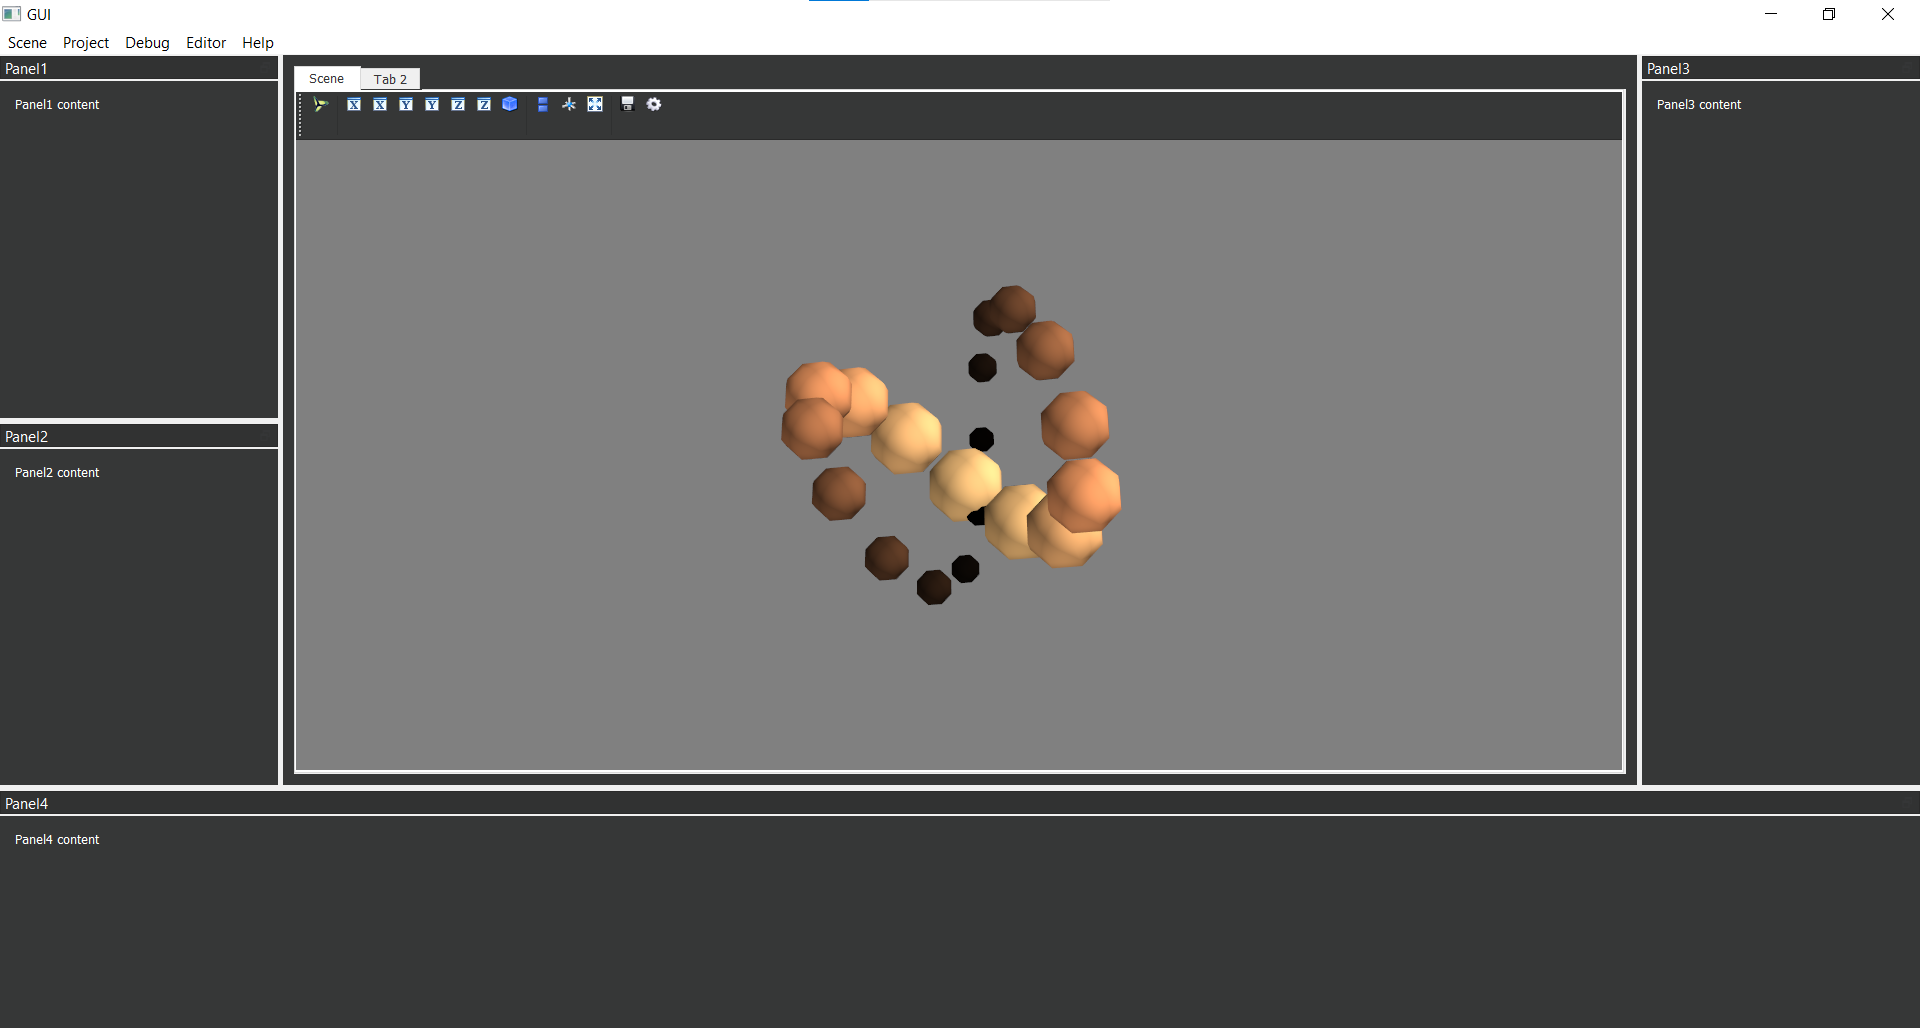 GUI
Scene Project Debug Editor Help
Panel1
Panel1 content
Panel2
Panel2 content
Scene Tab 2
X X Y Y Z Z
Panel3
Panel3 content
Panel4
Panel4 content